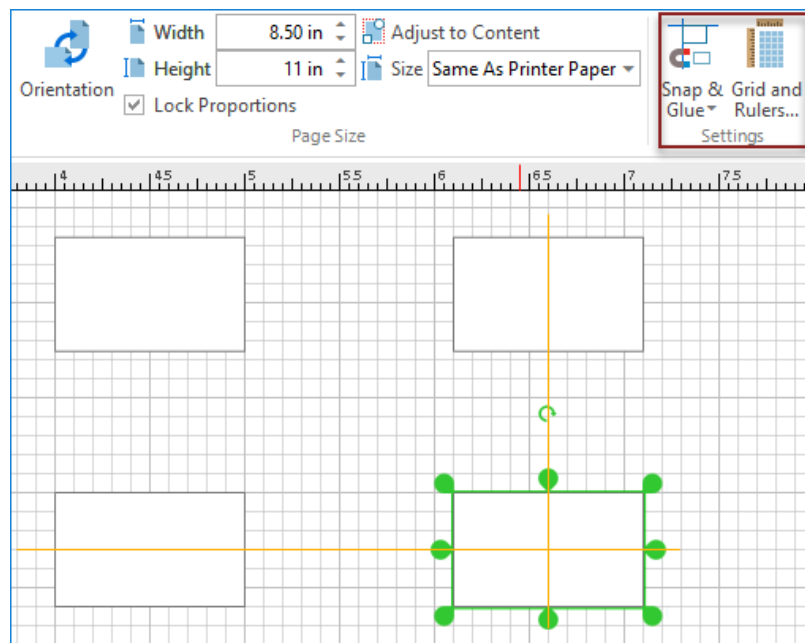 Width 8.50 in Adjust to Content
Height 11 in Size Same As Printer Paper
Orientation
Lock Proportions
Page Size
Snap & Glue
Grid and Rulers...
Settings
4 4.5 5 5.5 6 6.5 7 7.5